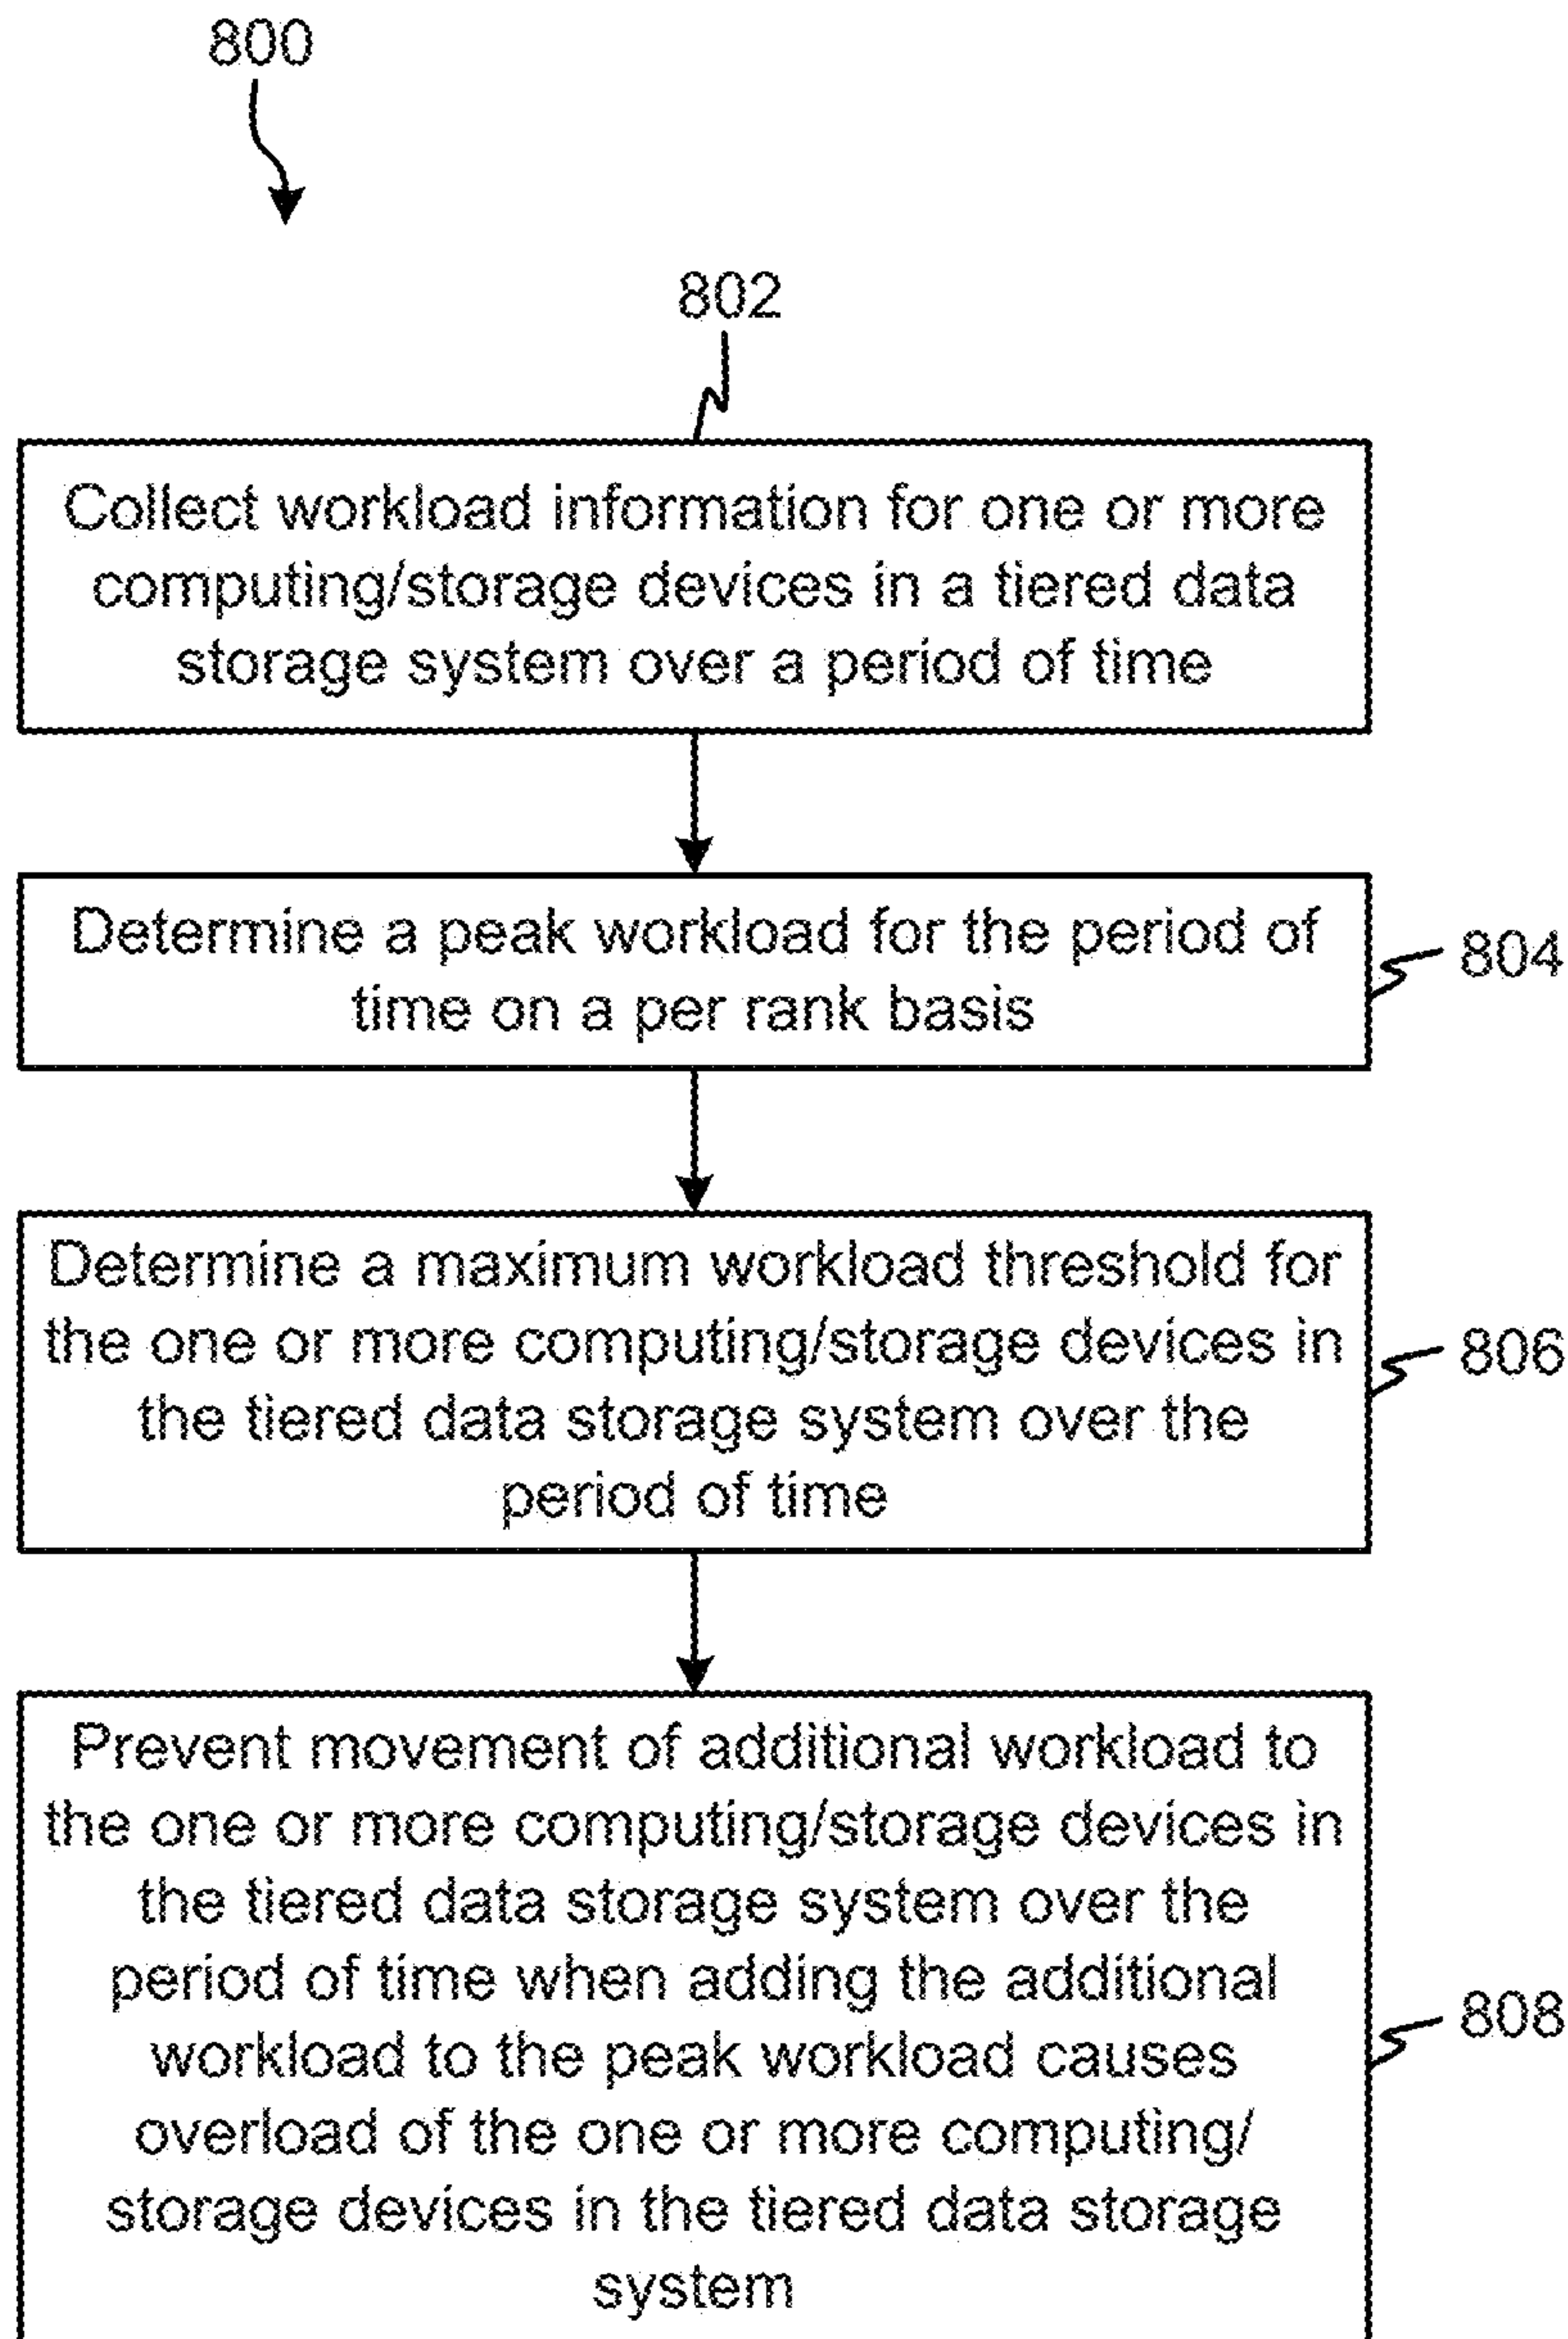 800
802
Collect workload information for one or more
computing/storage devices in a tiered data
storage system over a period of time
Determine a peak workload for the period of
time on a per rank basis
804
Determine a maximum workload threshold for
the one or more computing/storage devices in
the tiered data storage system over the
period of time
806
Prevent movement of additional workload to
the one or more computing/storage devices in
the tiered data storage system over the
period of time when adding the additional
workload to the peak workload causes
overload of the one or more computing/
storage devices in the tiered data storage
system
808